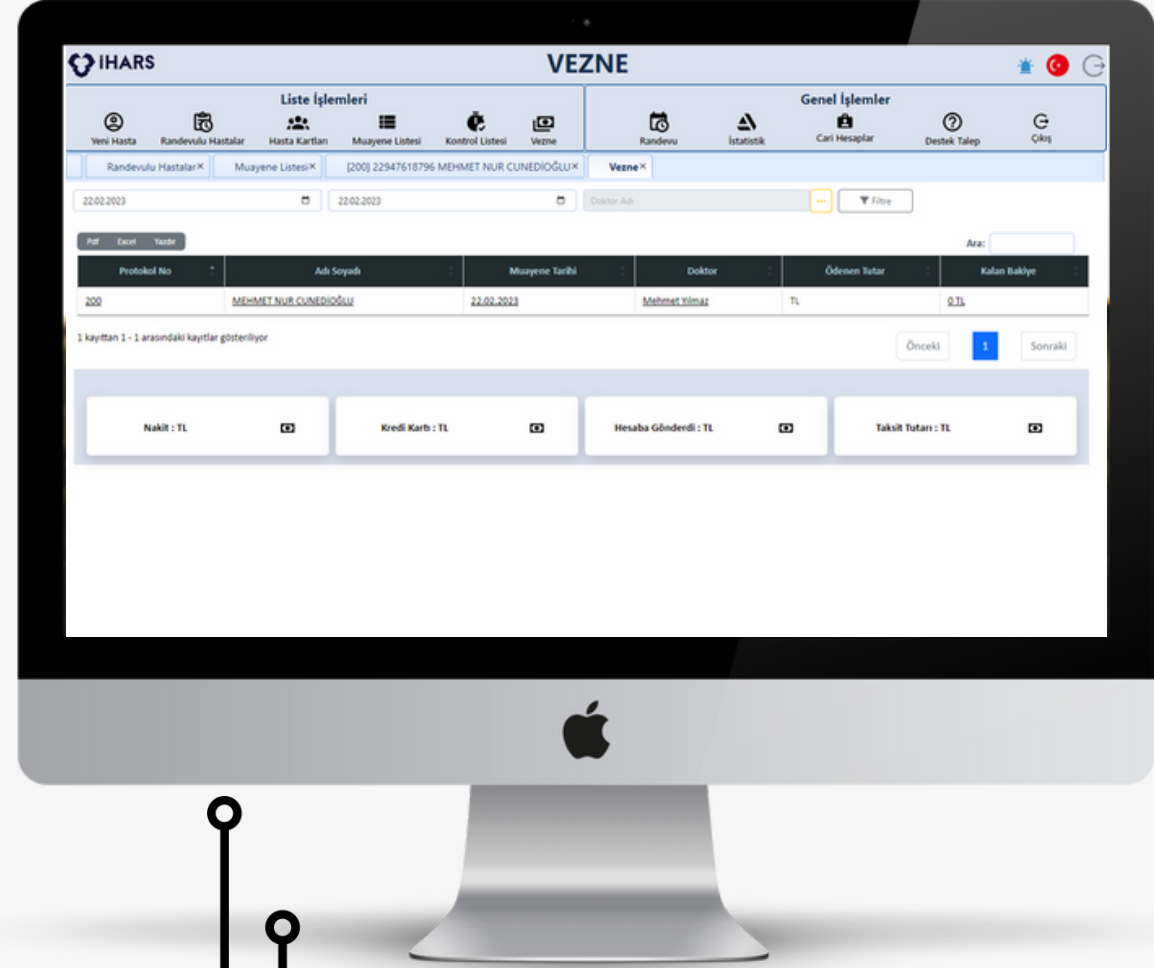 iHARS
VEZNE
Liste İşlemleri
Genel İşlemler
Yeni Hasta Randevulu Hastalar Hasta Kartları Muayene Listesi Kontrol Listesi Vezne Randevu İstatistik Cari Hesaplar Destek Talep Çıkış
Randevulu Hastalar× Muayene Listesi× [200] 22947618796 MEHMET NUR CUNEDİOĞLU× Vezne×
22.02.2023 22.02.2023 Doktor Adı ... Filtre
Pdf Excel Yazdır Ara:
Protokol No Adı Soyadı Muayene Tarihi Doktor Ödenen Tutar Kalan Bakiye
200 MEHMET NUR CUNEDİOĞLU 22.02.2023 Mehmet Yılmaz TL 0 TL
1 kayıttan 1 - 1 arasındaki kayıtlar gösteriliyor
Önceki 1 Sonraki
Nakit : TL Kredi Kartı : TL Hesaba Gönderdi : TL Taksit Tutarı : TL